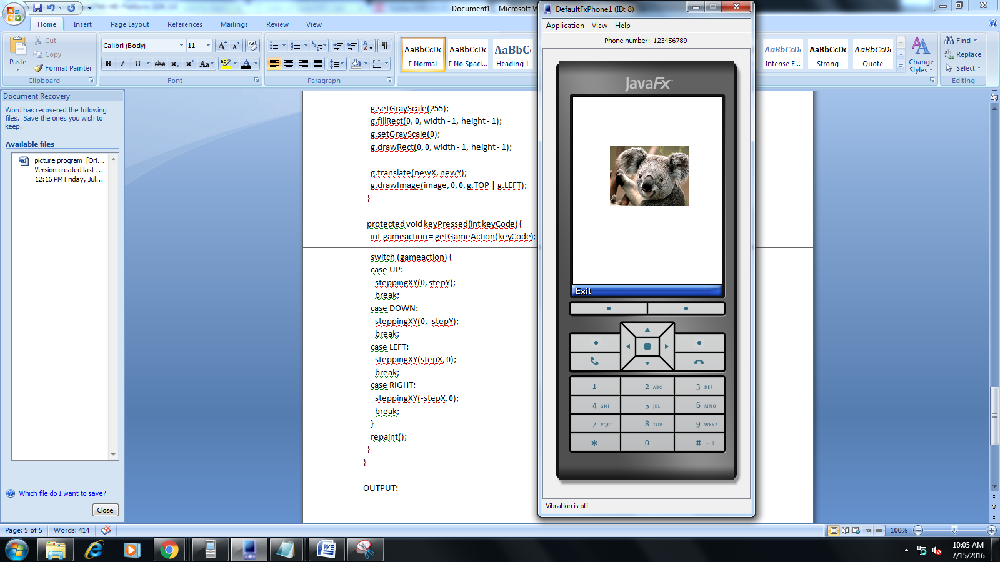 Document1 - Microsoft W
Home Insert Page Layout References Mailings Review View
Paste
Cut
Copy
Format Painter
Clipboard
Calibri (Body) 11
B I U abc X₂ X² Aa
Font
Paragraph
AaBbCcDc AaBbCcDc AaBbC
¶ Normal ¶ No Spaci... Heading 1
AaBbCcDc AaBbCcDc AaBbCcDc
Intense E... Strong Quote
Change Styles
Find
Replace
Select
Editing
Document Recovery
Word has recovered the following
files. Save the ones you wish to
keep.
Available files
picture program [Ori...
Version created last ...
12:16 PM Friday, Jul...
Which file do I want to save?
Close
g.setGrayScale(255);
g.fillRect(0, 0, width - 1, height - 1);
g.setGrayScale(0);
g.drawRect(0, 0, width - 1, height - 1);
g.translate(newX, newY);
g.drawImage(image, 0, 0, g.TOP | g.LEFT);
}
protected void keyPressed(int keyCode) {
int gameaction = getGameAction(keyCode);
switch (gameaction) {
case UP:
steppingXY(0, stepY);
break;
case DOWN:
steppingXY(0, -stepY);
break;
case LEFT:
steppingXY(stepX, 0);
break;
case RIGHT:
steppingXY(-stepX, 0);
break;
}
repaint();
}
}
OUTPUT:
DefaultFxPhone1 (ID: 8)
Application View Help
Phone number: 123456789
JavaFx
Exit
1 2 ABC 3 DEF
4 GHI 5 JKL 6 MNO
7 PQRS 8 TUV 9 WXYZ
* . 0 # - +
Vibration is off
Page: 5 of 5 Words: 414
100%
10:05 AM
7/15/2016